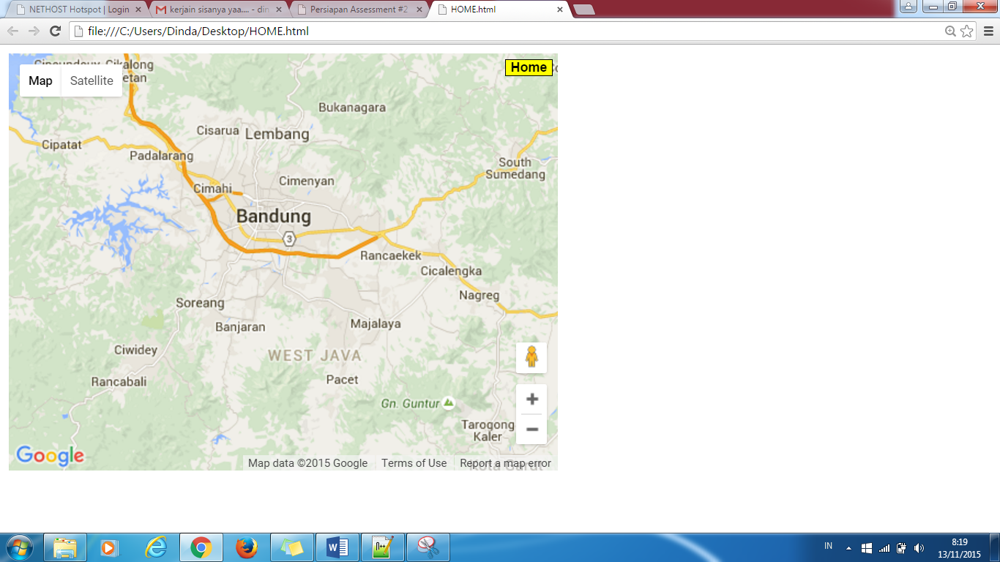 NETHOST Hotspot | Login
kerjain sisanya yaa.... - din
Persiapan Assessment #2
HOME.html
file:///C:/Users/Dinda/Desktop/HOME.html
Cikalong
etan
Map
Satellite
Home
Bukanagara
Cisarua
Lembang
Cipatat
Padalarang
South
Sumedang
Cimenyan
Cimahi
Bandung
3
Rancaekek
Cicalengka
Nagreg
Soreang
Banjaran
Majalaya
Ciwidey
WEST JAVA
Rancabali
Pacet
Gn. Guntur
Tarogong
Kaler
Google
Map data ©2015 Google
Terms of Use
Report a map error
IN
8:19
13/11/2015